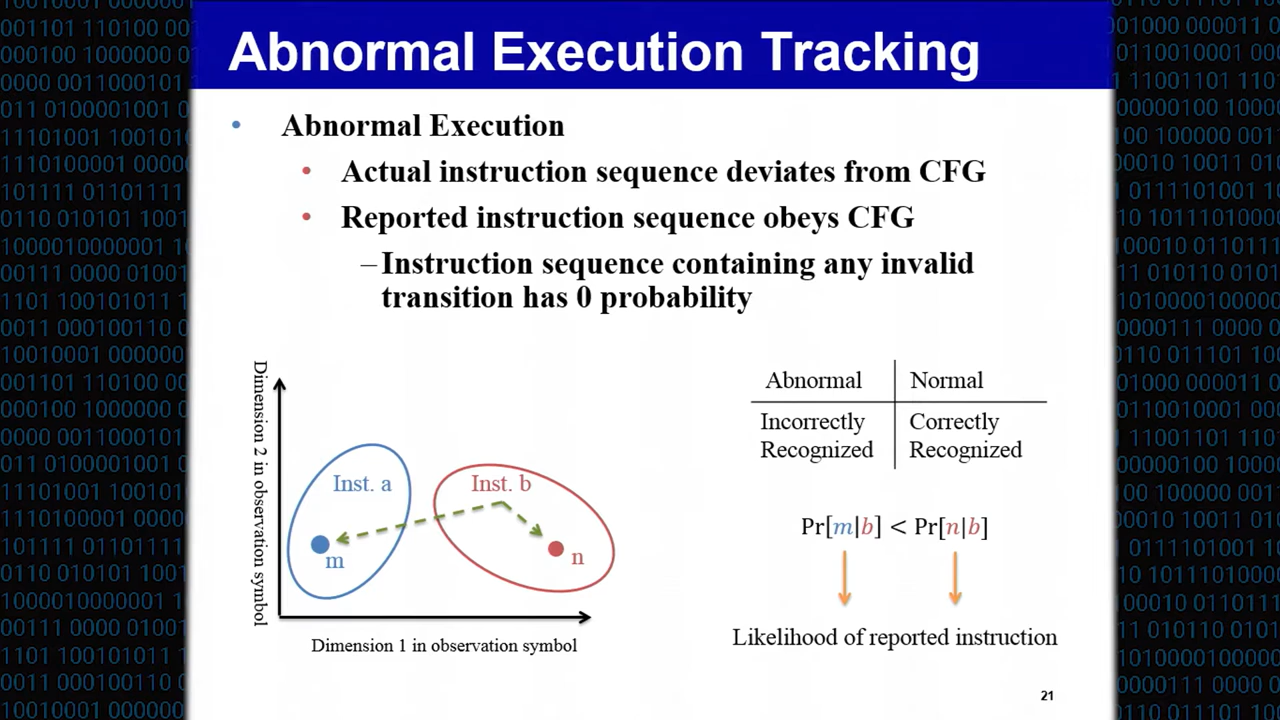 Abnormal Execution Tracking
• Abnormal Execution
• Actual instruction sequence deviates from CFG
• Reported instruction sequence obeys CFG
–Instruction sequence containing any invalid
transition has 0 probability
Dimension 2 in observation symbol
Inst. a
Inst. b
m
n
Dimension 1 in observation symbol
Abnormal Normal
Incorrectly Correctly
Recognized Recognized
Pr[m|b] < Pr[n|b]
Likelihood of reported instruction
21